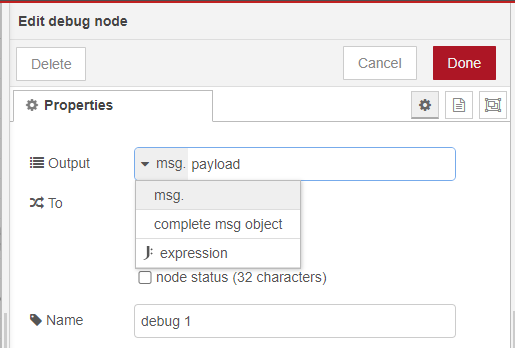 Edit debug node
Delete
Cancel
Done
Properties
Output
msg. payload
msg.
To
complete msg object
J: expression
node status (32 characters)
Name
debug 1